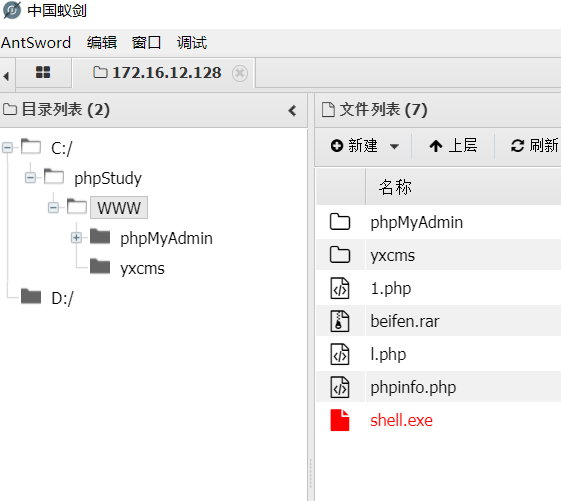 中国蚁剑
AntSword 编辑 窗口 调试
172.16.12.128
目录列表 (2)
C:/
phpStudy
WWW
phpMyAdmin
yxcms
D:/
文件列表 (7)
新建 上层 刷新
名称
phpMyAdmin
yxcms
1.php
beifen.rar
l.php
phpinfo.php
shell.exe